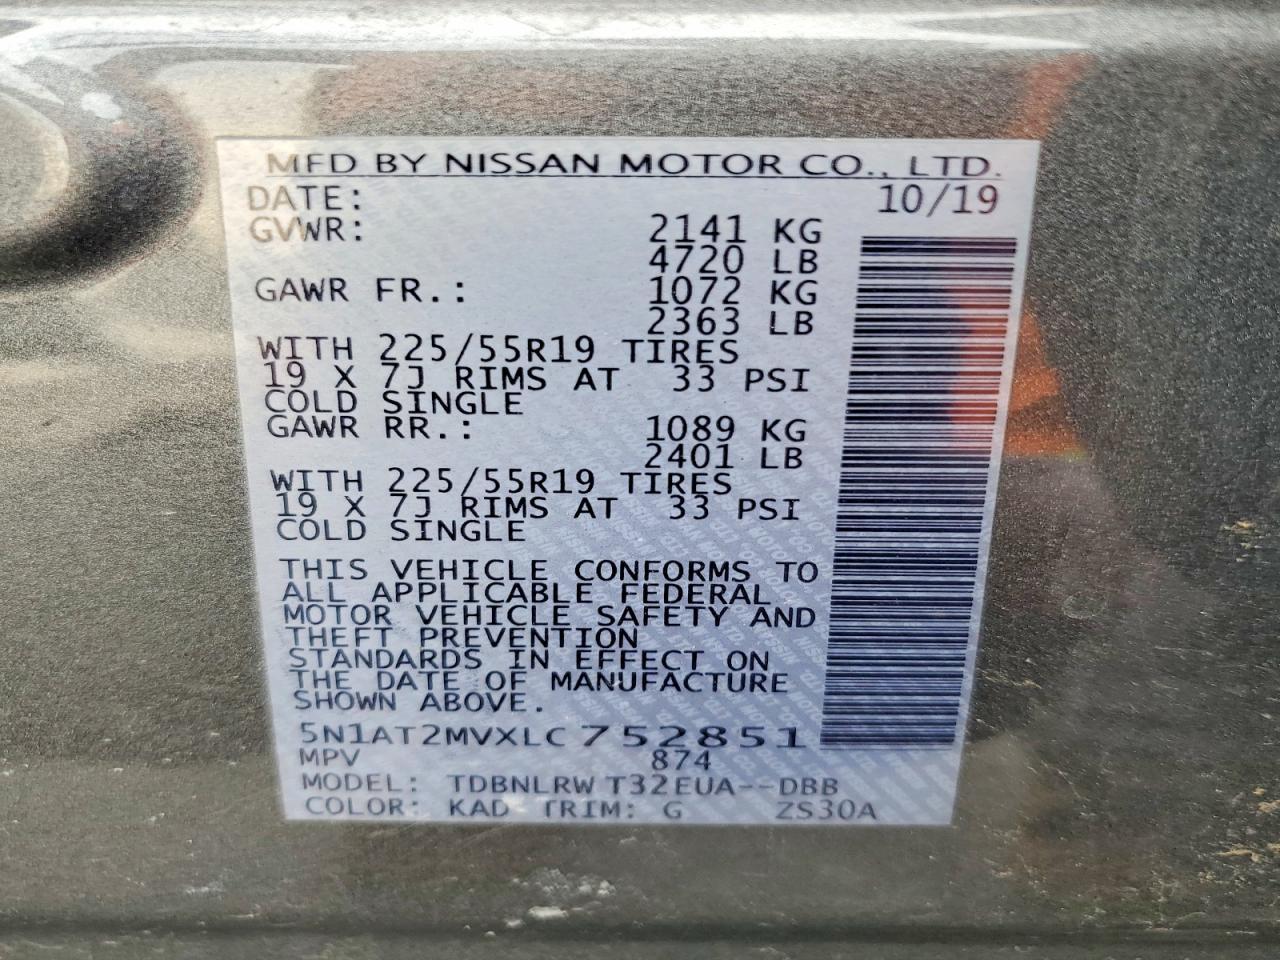 MFD BY NISSAN MOTOR CO., LTD.
DATE: 10/19
GVWR: 2141 KG
4720 LB
GAWR FR.: 1072 KG
2363 LB
WITH 225/55R19 TIRES
19 X 7J RIMS AT 33 PSI
COLD SINGLE
GAWR RR.: 1089 KG
2401 LB
WITH 225/55R19 TIRES
19 X 7J RIMS AT 33 PSI
COLD SINGLE
THIS VEHICLE CONFORMS TO
ALL APPLICABLE FEDERAL
MOTOR VEHICLE SAFETY AND
THEFT PREVENTION
STANDARDS IN EFFECT ON
THE DATE OF MANUFACTURE
SHOWN ABOVE.
5N1AT2MVXLC752851
MPV 874
MODEL: TDBNLRW T32EUA--DBB
COLOR: KAD TRIM: G ZS30A